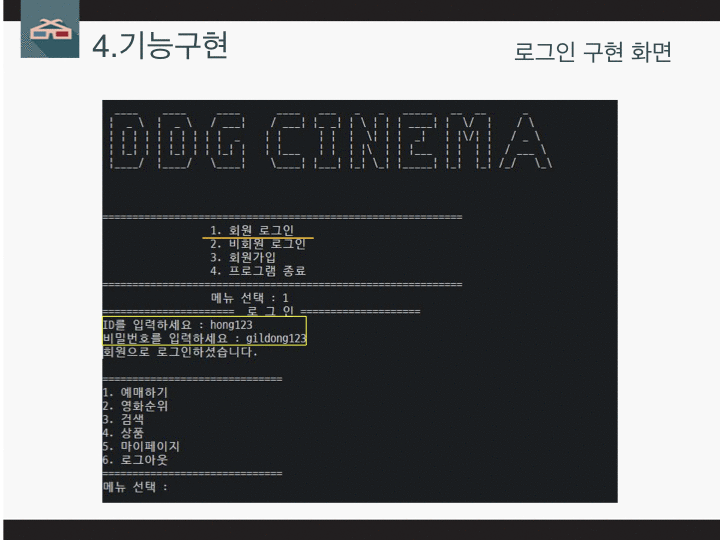 4.기능구현
로그인 구현 화면
DDG CINEMA
============================================================
1. 회원 로그인
2. 비회원 로그인
3. 회원가입
4. 프로그램 종료
============================================================
메뉴 선택 : 1
====================== 로 그 인 ====================
ID를 입력하세요 : hong123
비밀번호를 입력하세요 : gildong123
회원으로 로그인하셨습니다.
==============================
1. 예매하기
2. 영화순위
3. 검색
4. 상품
5. 마이페이지
6. 로그아웃
==============================
메뉴 선택 :